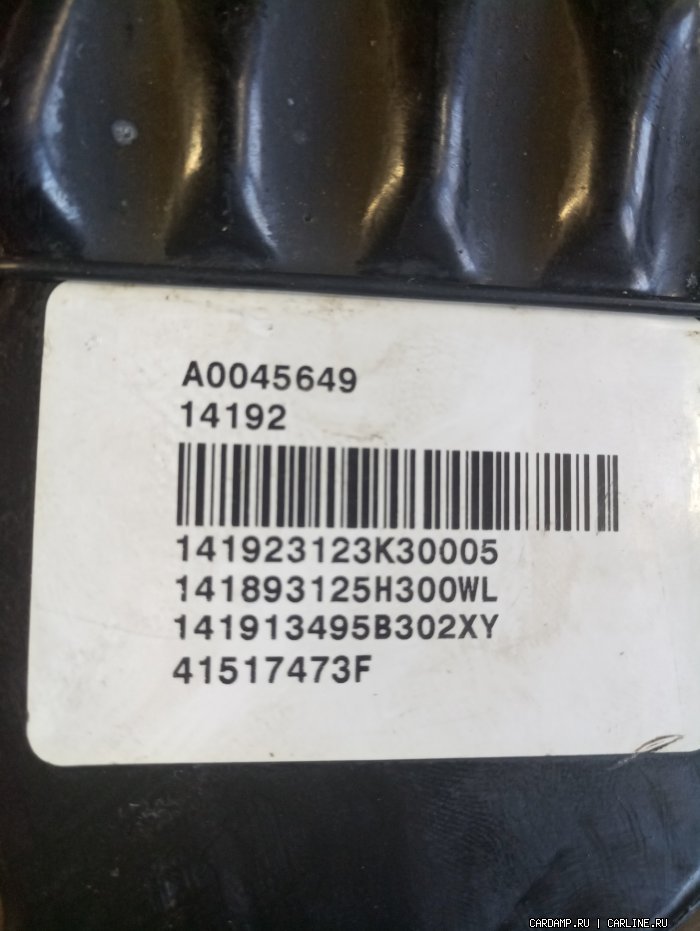 A0045649
14192
141923123K30005
141893125H300WL
141913495B302XY
41517473F
CARDAMP.RU | CARLINE.RU